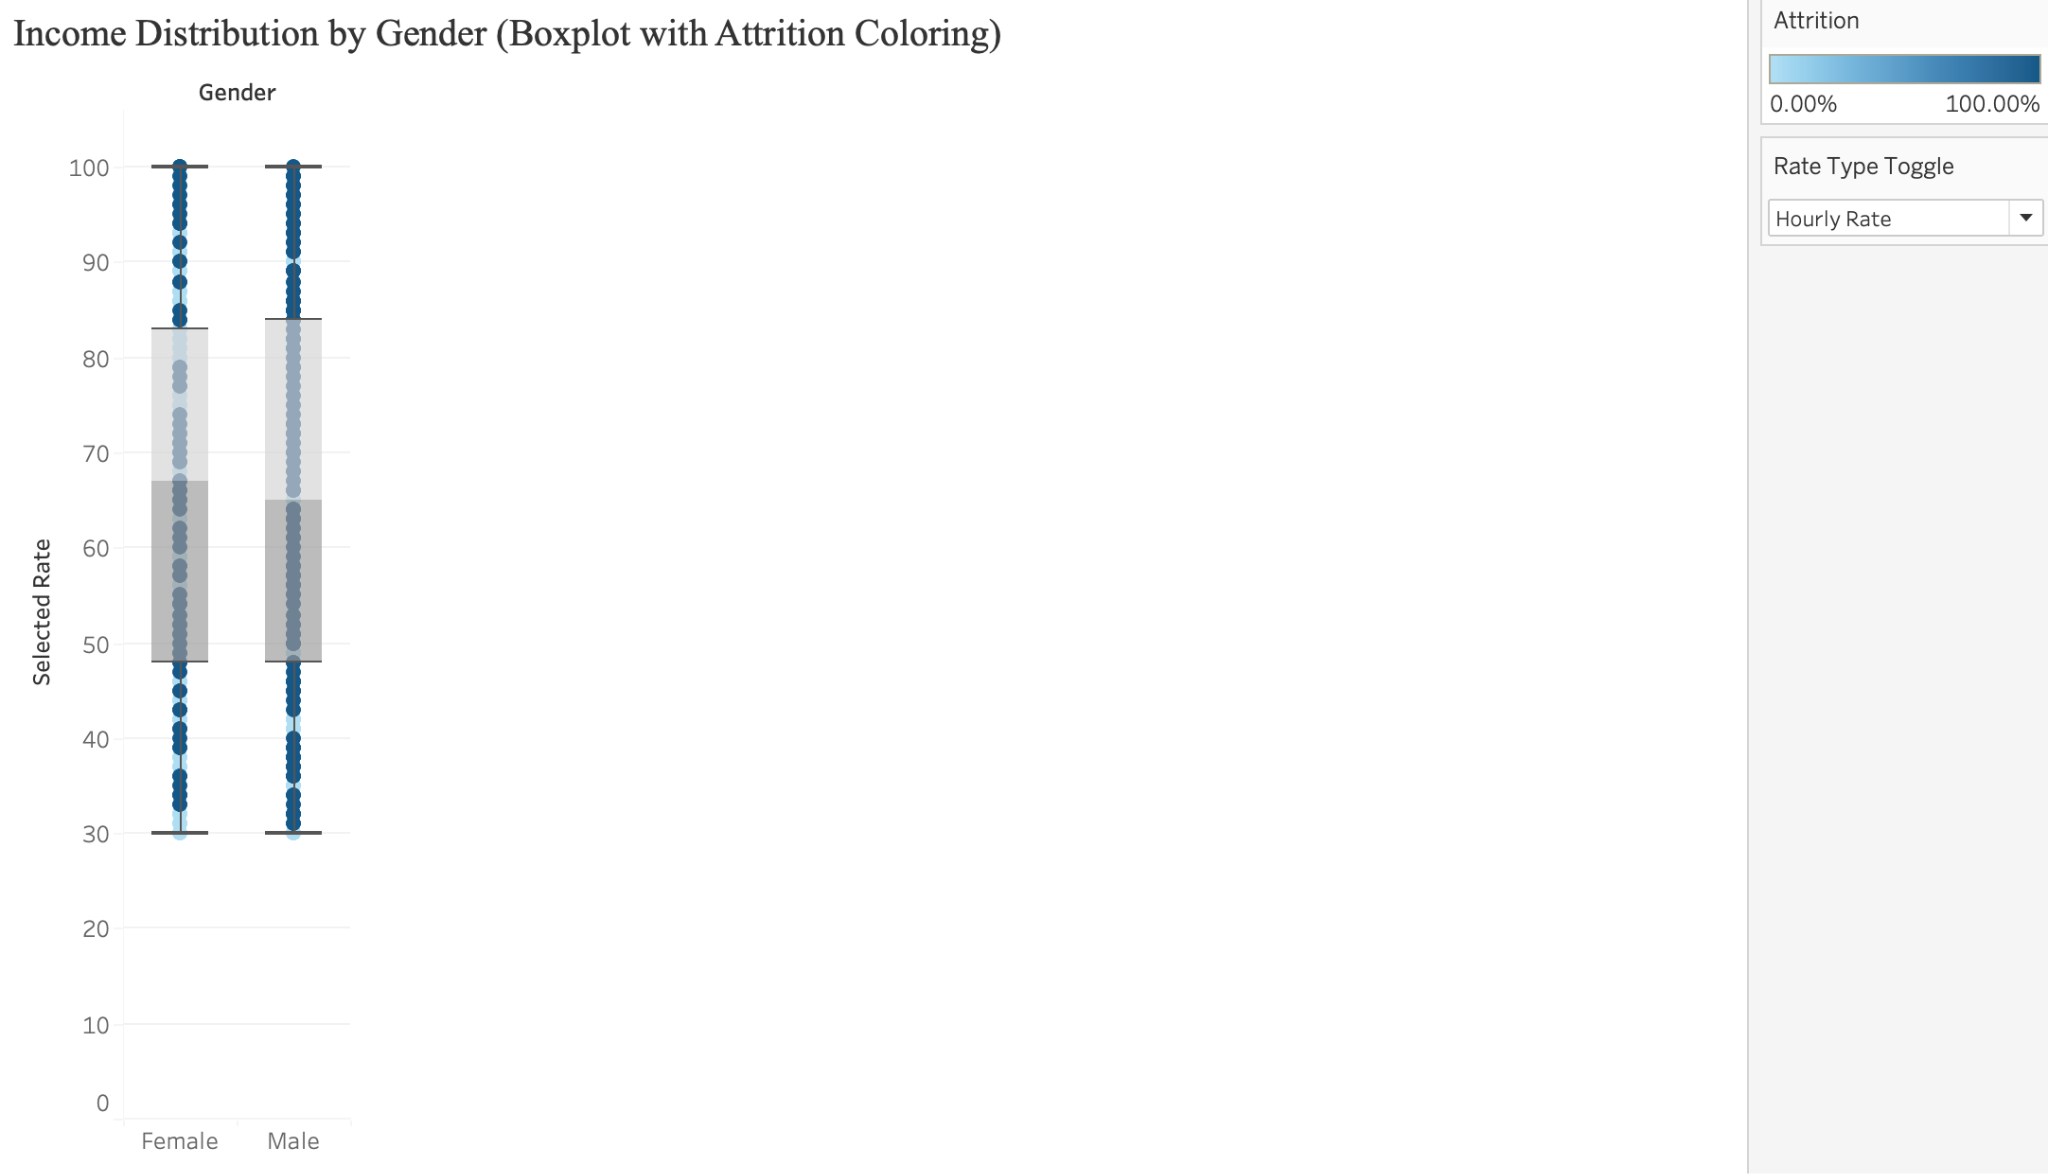 Income Distribution by Gender (Boxplot with Attrition Coloring)
Gender
100
90
80
70
60
50
40
30
20
10
0
Selected Rate
Female Male
Attrition
0.00% 100.00%
Rate Type Toggle
Hourly Rate